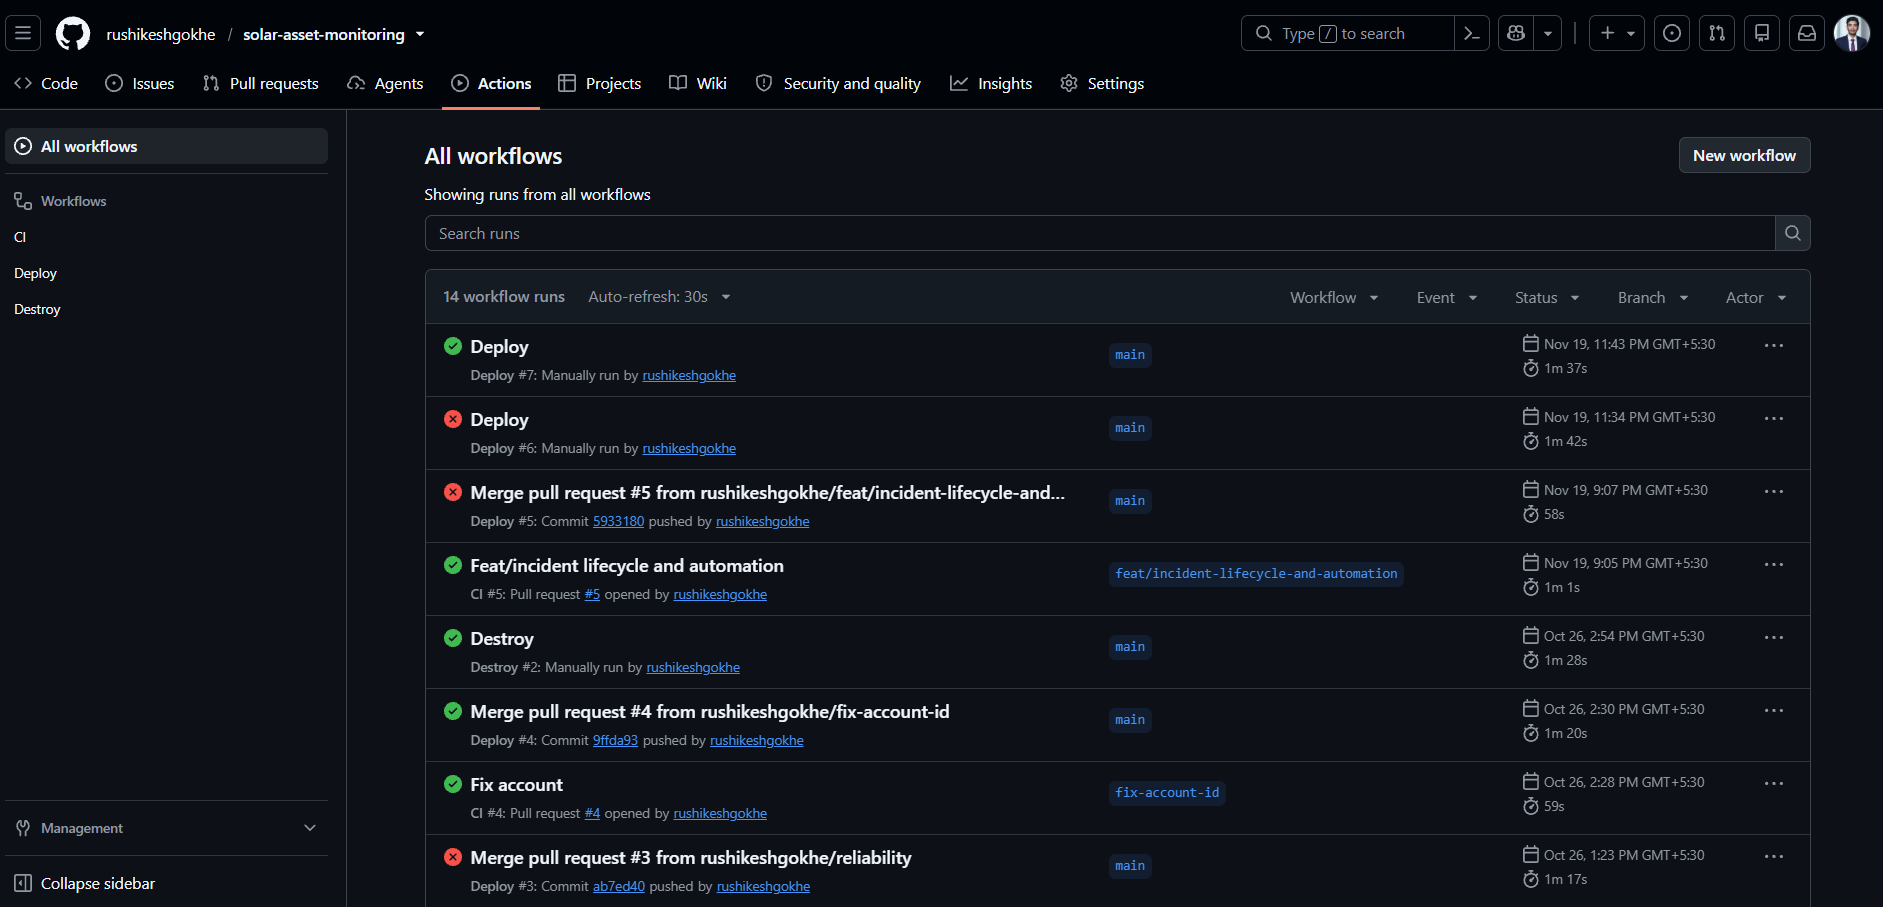 rushikeshgokhe / solar-asset-monitoring
Type / to search
Code
Issues
Pull requests
Agents
Actions
Projects
Wiki
Security and quality
Insights
Settings
All workflows
Workflows
CI
Deploy
Destroy
Management
Collapse sidebar
All workflows
New workflow
Showing runs from all workflows
Search runs
14 workflow runs
Auto-refresh: 30s
Workflow
Event
Status
Branch
Actor
Deploy
Deploy #7: Manually run by rushikeshgokhe
main
Nov 19, 11:43 PM GMT+5:30
1m 37s
Deploy
Deploy #6: Manually run by rushikeshgokhe
main
Nov 19, 11:34 PM GMT+5:30
1m 42s
Merge pull request #5 from rushikeshgokhe/feat/incident-lifecycle-and...
Deploy #5: Commit 5933180 pushed by rushikeshgokhe
main
Nov 19, 9:07 PM GMT+5:30
58s
Feat/incident lifecycle and automation
CI #5: Pull request #5 opened by rushikeshgokhe
feat/incident-lifecycle-and-automation
Nov 19, 9:05 PM GMT+5:30
1m 1s
Destroy
Destroy #2: Manually run by rushikeshgokhe
main
Oct 26, 2:54 PM GMT+5:30
1m 28s
Merge pull request #4 from rushikeshgokhe/fix-account-id
Deploy #4: Commit 9ffda93 pushed by rushikeshgokhe
main
Oct 26, 2:30 PM GMT+5:30
1m 20s
Fix account
CI #4: Pull request #4 opened by rushikeshgokhe
fix-account-id
Oct 26, 2:28 PM GMT+5:30
59s
Merge pull request #3 from rushikeshgokhe/reliability
Deploy #3: Commit ab7ed40 pushed by rushikeshgokhe
main
Oct 26, 1:23 PM GMT+5:30
1m 17s